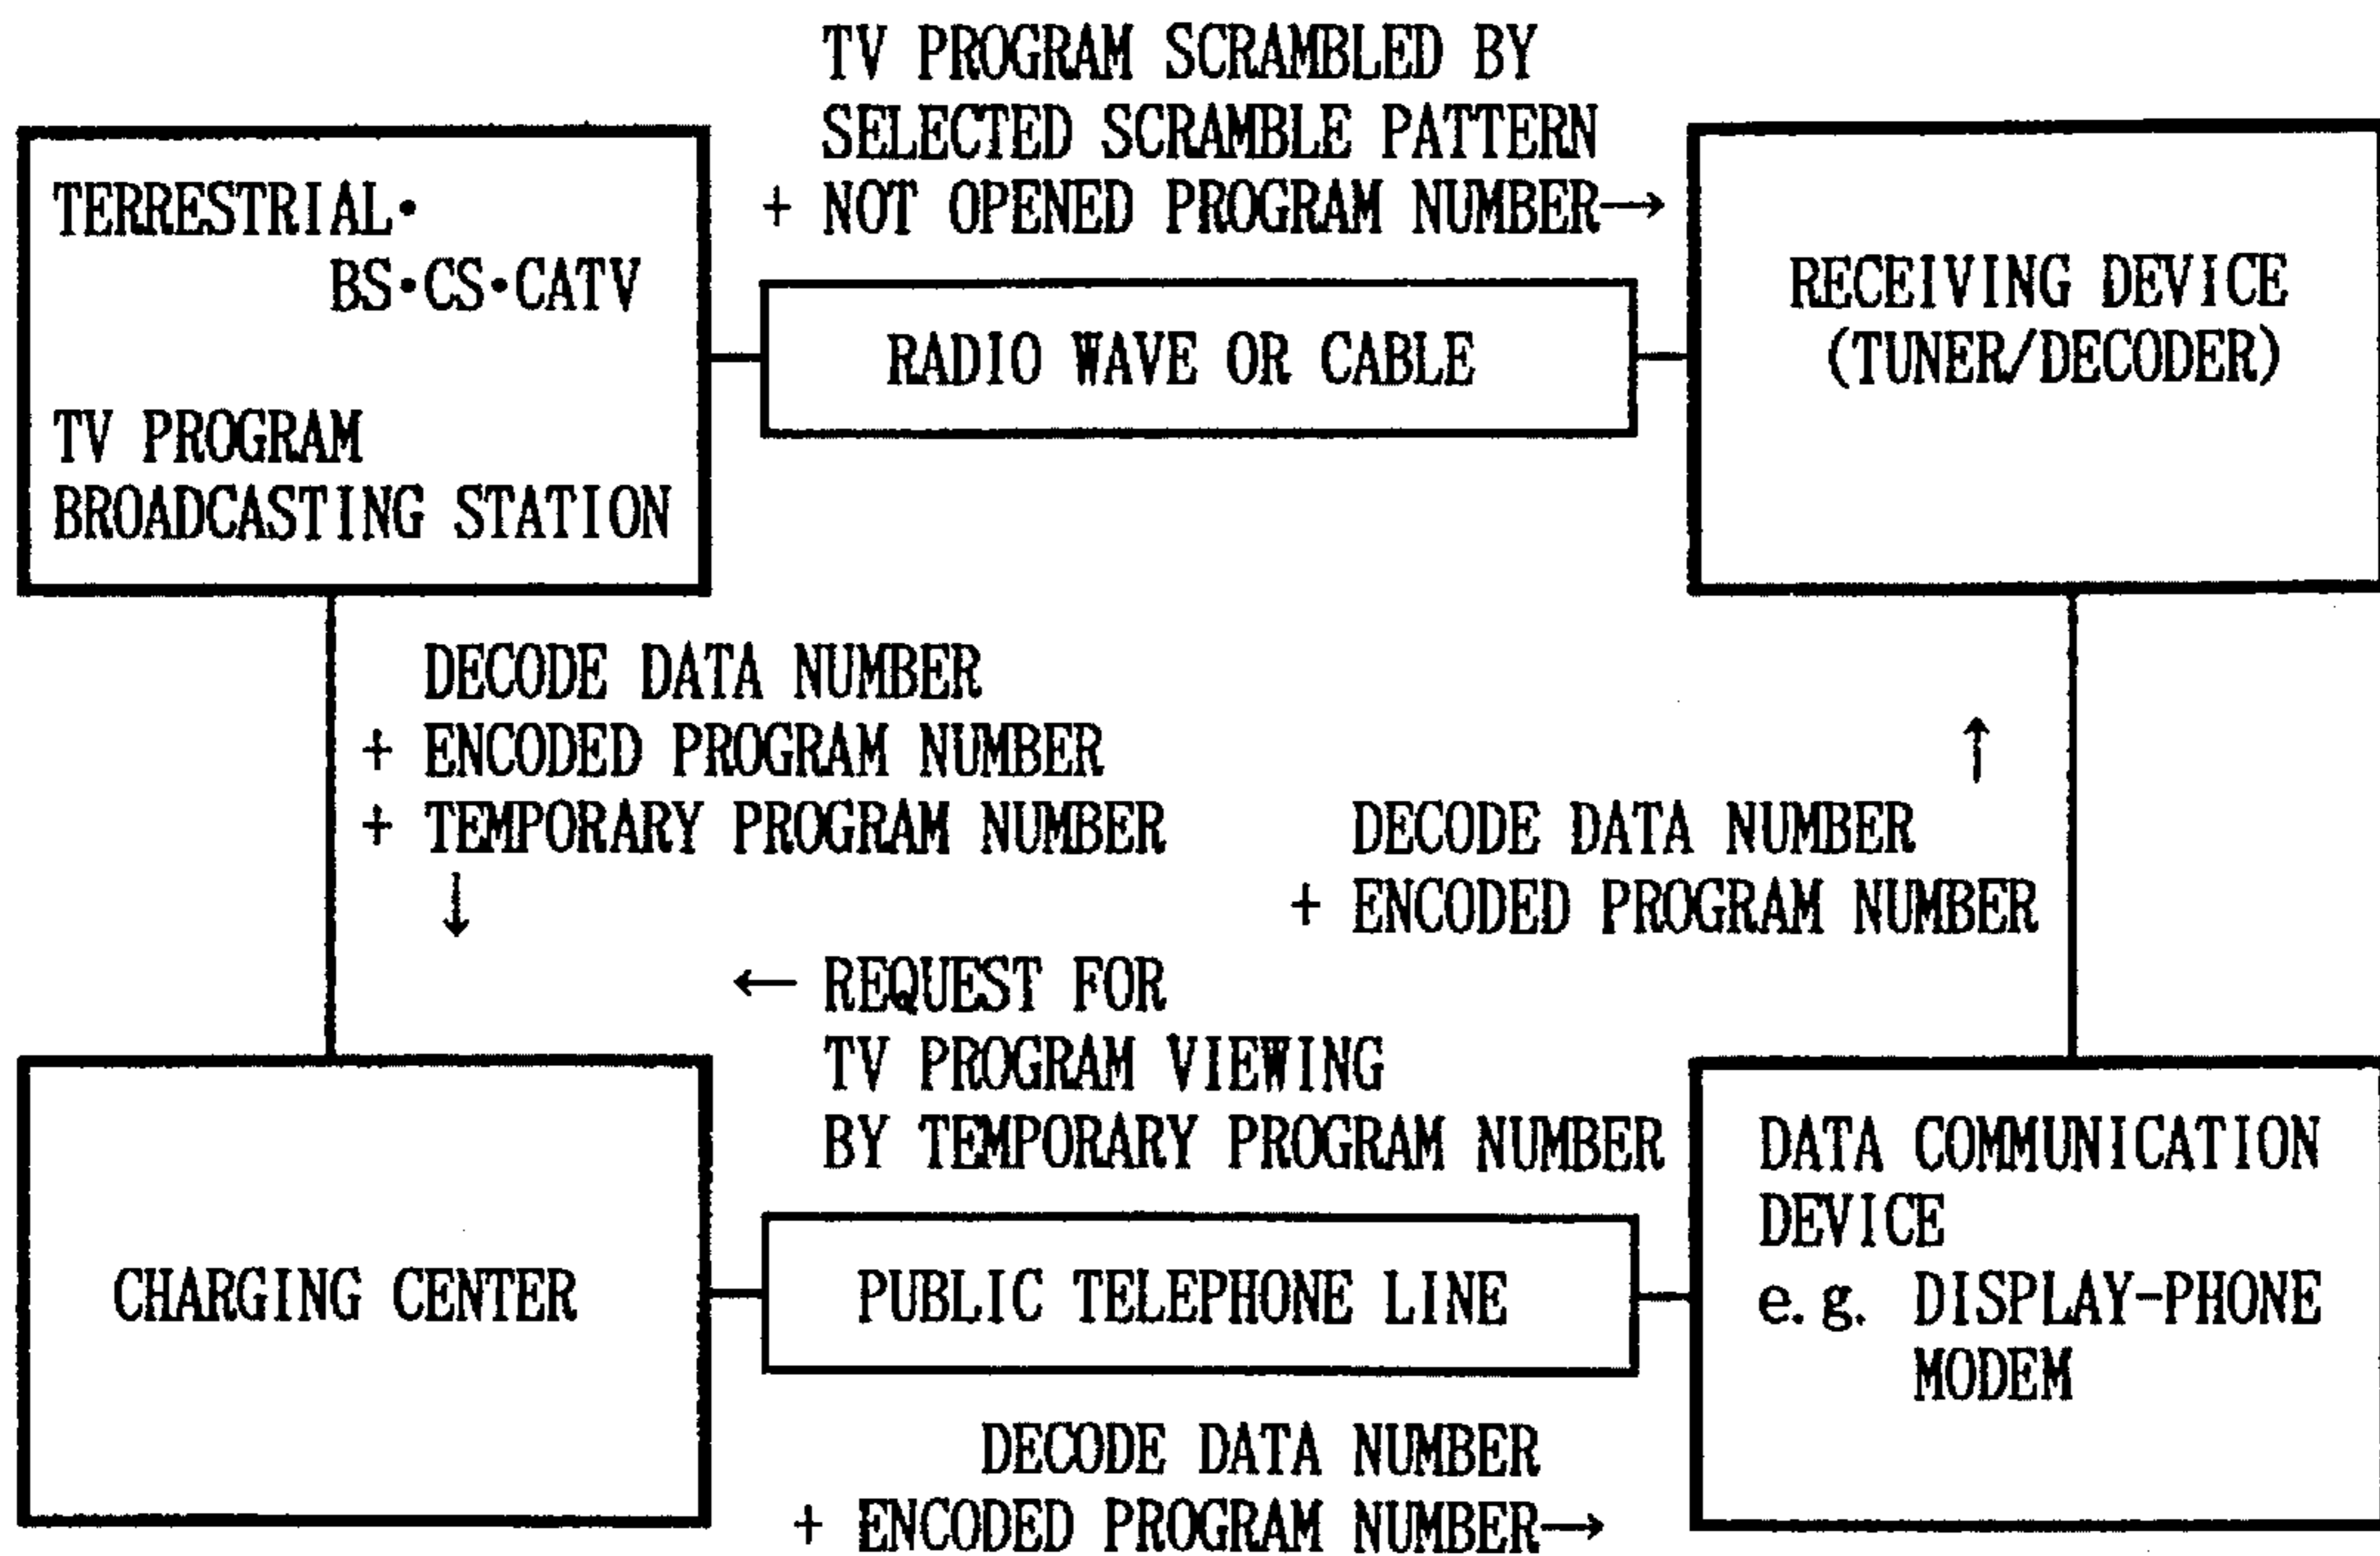 TV PROGRAM SCRAMBLED BY
SELECTED SCRAMBLE PATTERN
+ NOT OPENED PROGRAM NUMBER→
TERRESTRIAL・
BS・CS・CATV
TV PROGRAM
BROADCASTING STATION
RADIO WAVE OR CABLE
RECEIVING DEVICE
(TUNER/DECODER)
DECODE DATA NUMBER
+ ENCODED PROGRAM NUMBER
+ TEMPORARY PROGRAM NUMBER
↓
↑
DECODE DATA NUMBER
+ ENCODED PROGRAM NUMBER
← REQUEST FOR
TV PROGRAM VIEWING
BY TEMPORARY PROGRAM NUMBER
CHARGING CENTER
PUBLIC TELEPHONE LINE
DATA COMMUNICATION
DEVICE
e.g. DISPLAY-PHONE
MODEM
DECODE DATA NUMBER
+ ENCODED PROGRAM NUMBER→